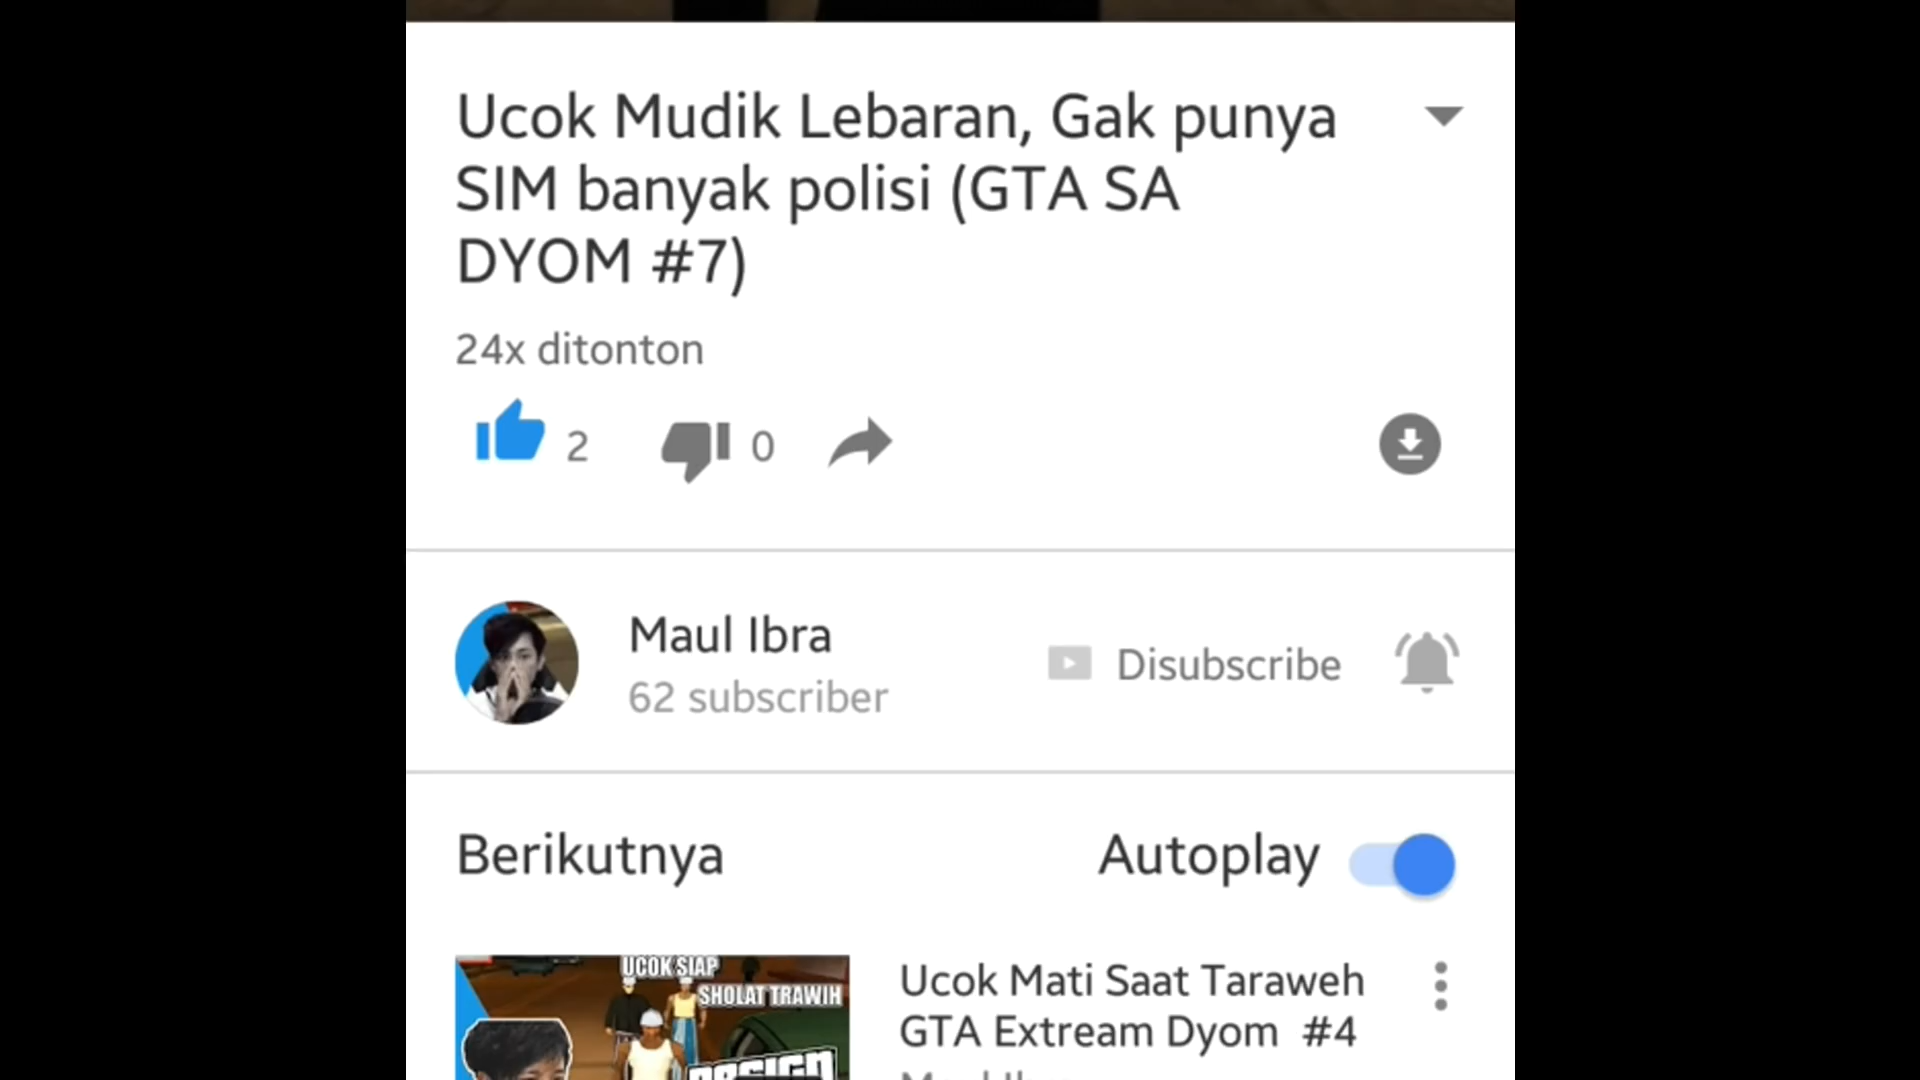 Ucok Mudik Lebaran, Gak punya
SIM banyak polisi (GTA SA
DYOM #7)
24x ditonton
2
0
Maul Ibra
62 subscriber
Disubscribe
Berikutnya
Autoplay
UCOK SIAP
SHOLAT TRAWIH
Ucok Mati Saat Taraweh
GTA Extream Dyom #4